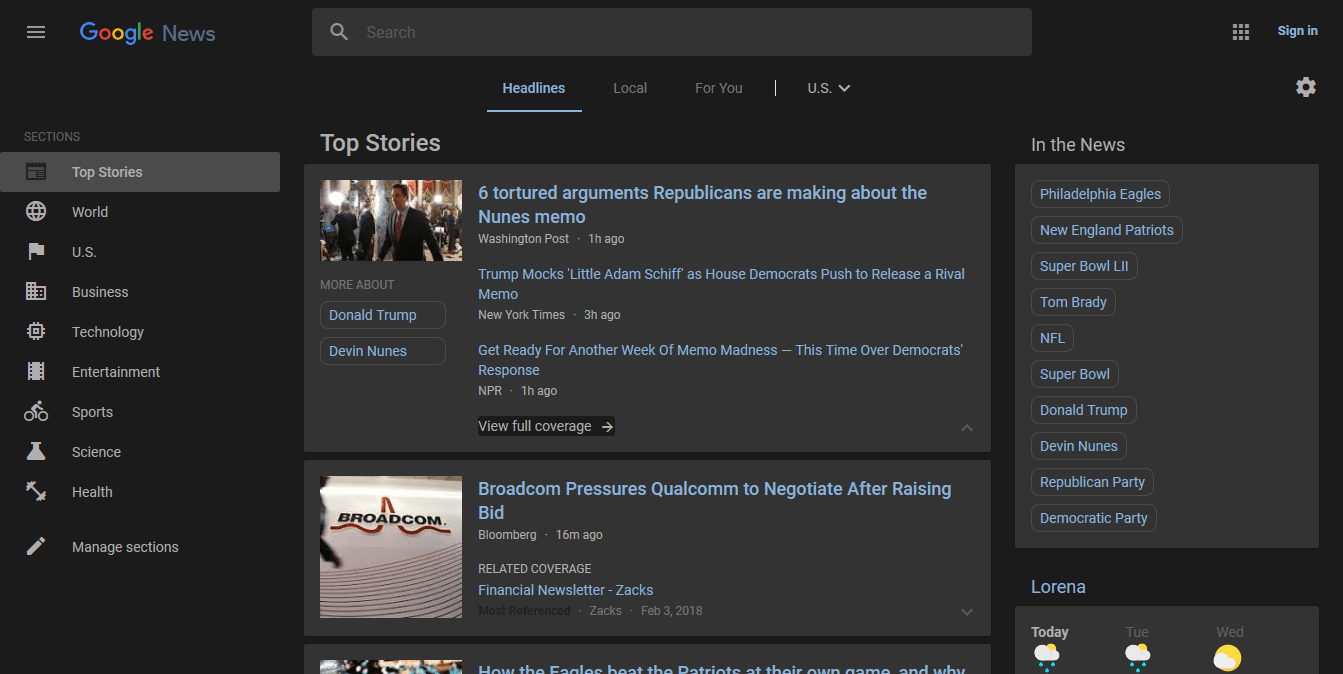 Google News
Search
Sign in
Headlines
Local
For You
U.S.
SECTIONS
Top Stories
World
U.S.
Business
Technology
Entertainment
Sports
Science
Health
Manage sections
Top Stories
6 tortured arguments Republicans are making about the
Nunes memo
Washington Post · 1h ago
MORE ABOUT
Donald Trump
Devin Nunes
Trump Mocks 'Little Adam Schiff' as House Democrats Push to Release a Rival
Memo
New York Times · 3h ago
Get Ready For Another Week Of Memo Madness — This Time Over Democrats'
Response
NPR · 1h ago
View full coverage
BROADCOM.
Broadcom Pressures Qualcomm to Negotiate After Raising
Bid
Bloomberg · 16m ago
RELATED COVERAGE
Financial Newsletter - Zacks
Most Referenced · Zacks · Feb 3, 2018
How the Eagles beat the Patriots at their own game, and why
In the News
Philadelphia Eagles
New England Patriots
Super Bowl LII
Tom Brady
NFL
Super Bowl
Donald Trump
Devin Nunes
Republican Party
Democratic Party
Lorena
Today
Tue
Wed